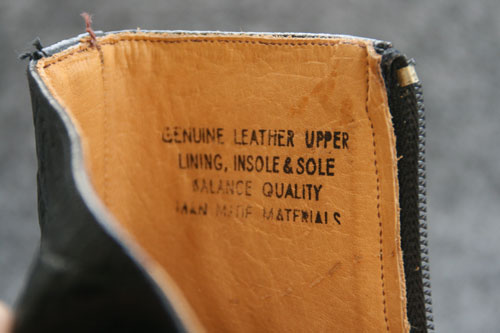 GENUINE LEATHER UPPER
LINING, INSOLE & SOLE
BALANCE QUALITY
MAN MADE MATERIALS